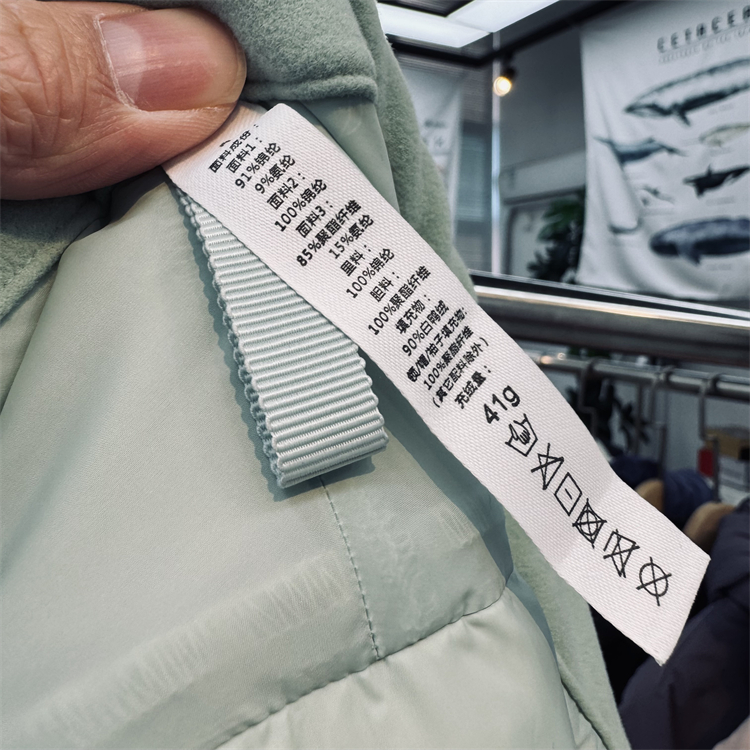 CETACEA
面料成份：
面料1：
91%锦纶
9%氨纶
面料2：
100%锦纶
面料3：
85%聚酯纤维
15%氨纶
里料：
100%锦纶
胆料：
100%聚酯纤维
填充物：
90%白鸭绒
领/帽/袖子填充物：
100%聚酯纤维
（其它配料除外）
充绒量：
41g